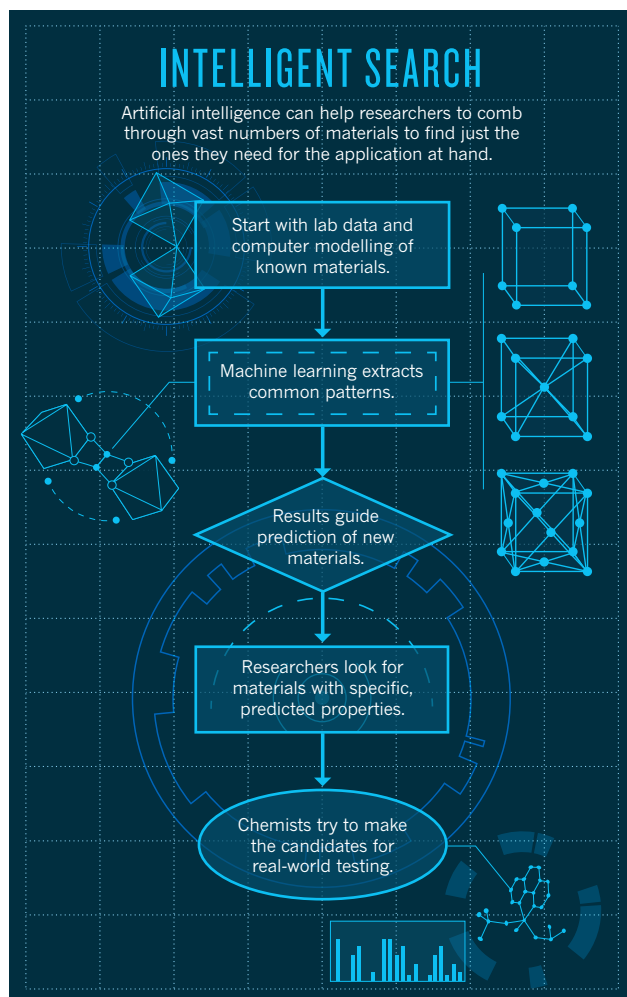 INTELLIGENT SEARCH
Artificial intelligence can help researchers to comb
through vast numbers of materials to find just the
ones they need for the application at hand.
Start with lab data and
computer modelling of
known materials.
Machine learning extracts
common patterns.
Results guide
prediction of new
materials.
Researchers look for
materials with specific,
predicted properties.
Chemists try to make
the candidates for
real-world testing.